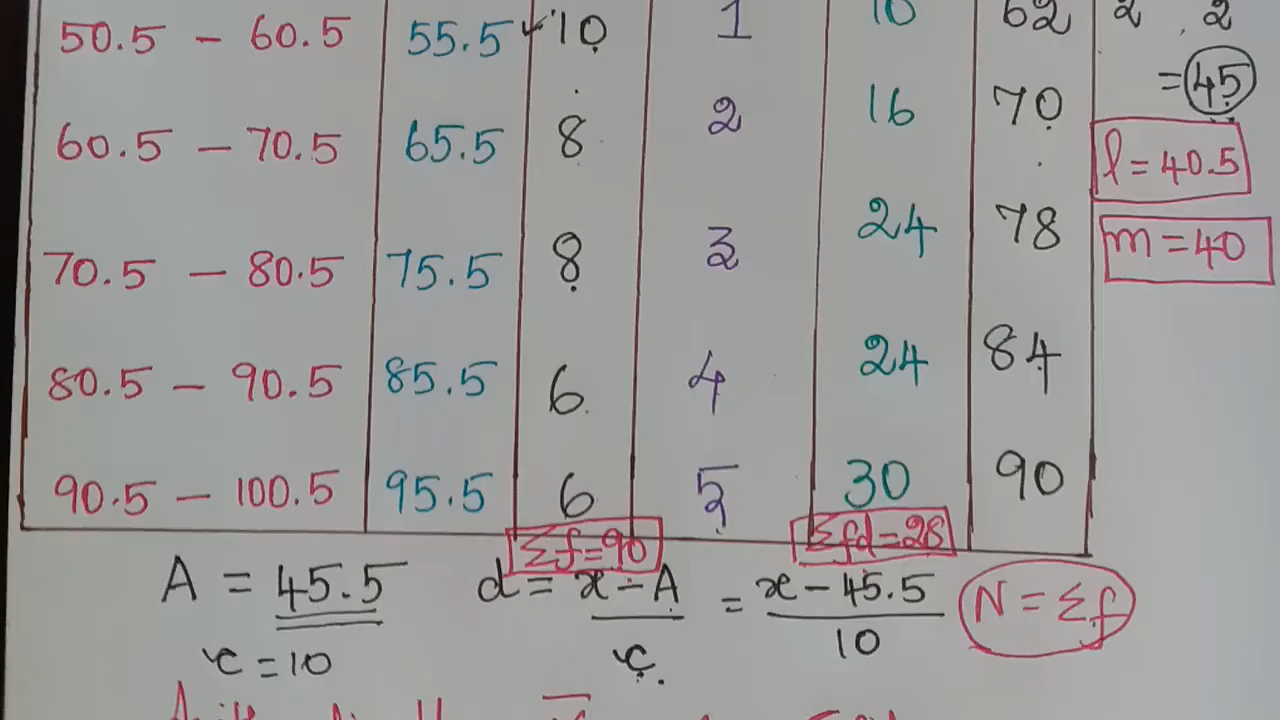 50.5 - 60.5 55.5 10 1 10 62 2 2
= 45
60.5 - 70.5 65.5 8 2 16 70
l = 40.5
70.5 - 80.5 75.5 8 3 24 78
m = 40
80.5 - 90.5 85.5 6 4 24 84
90.5 - 100.5 95.5 6 5 30 90
Σf = 90 Σfd = 28
A = 45.5 d = x - A / c = x - 45.5 / 10 N = Σf
c = 10